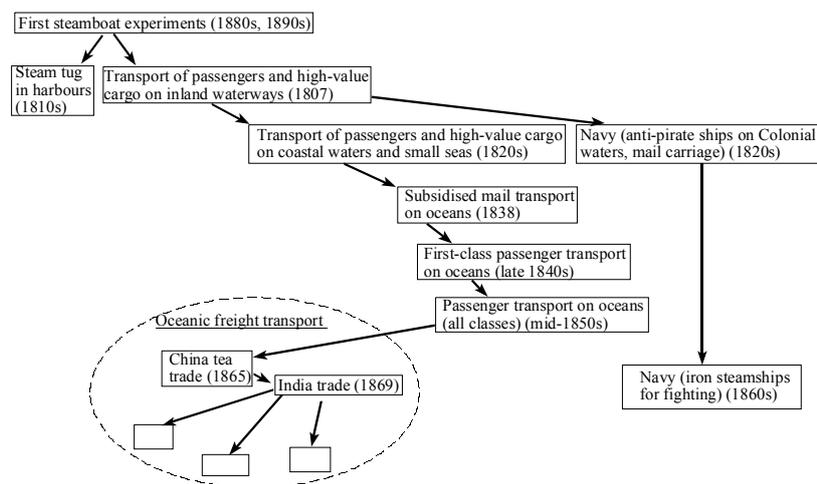 First steamboat experiments (1880s, 1890s)
Steam tug
in harbours
(1810s)
Transport of passengers and high-value
cargo on inland waterways (1807)
Transport of passengers and high-value cargo
on coastal waters and small seas (1820s)
Navy (anti-pirate ships on Colonial
waters, mail carriage) (1820s)
Subsidised mail transport
on oceans (1838)
First-class passenger transport
on oceans (late 1840s)
Passenger transport on oceans
(all classes) (mid-1850s)
Oceanic freight transport
China tea
trade (1865)
India trade (1869)
Navy (iron steamships
for fighting) (1860s)